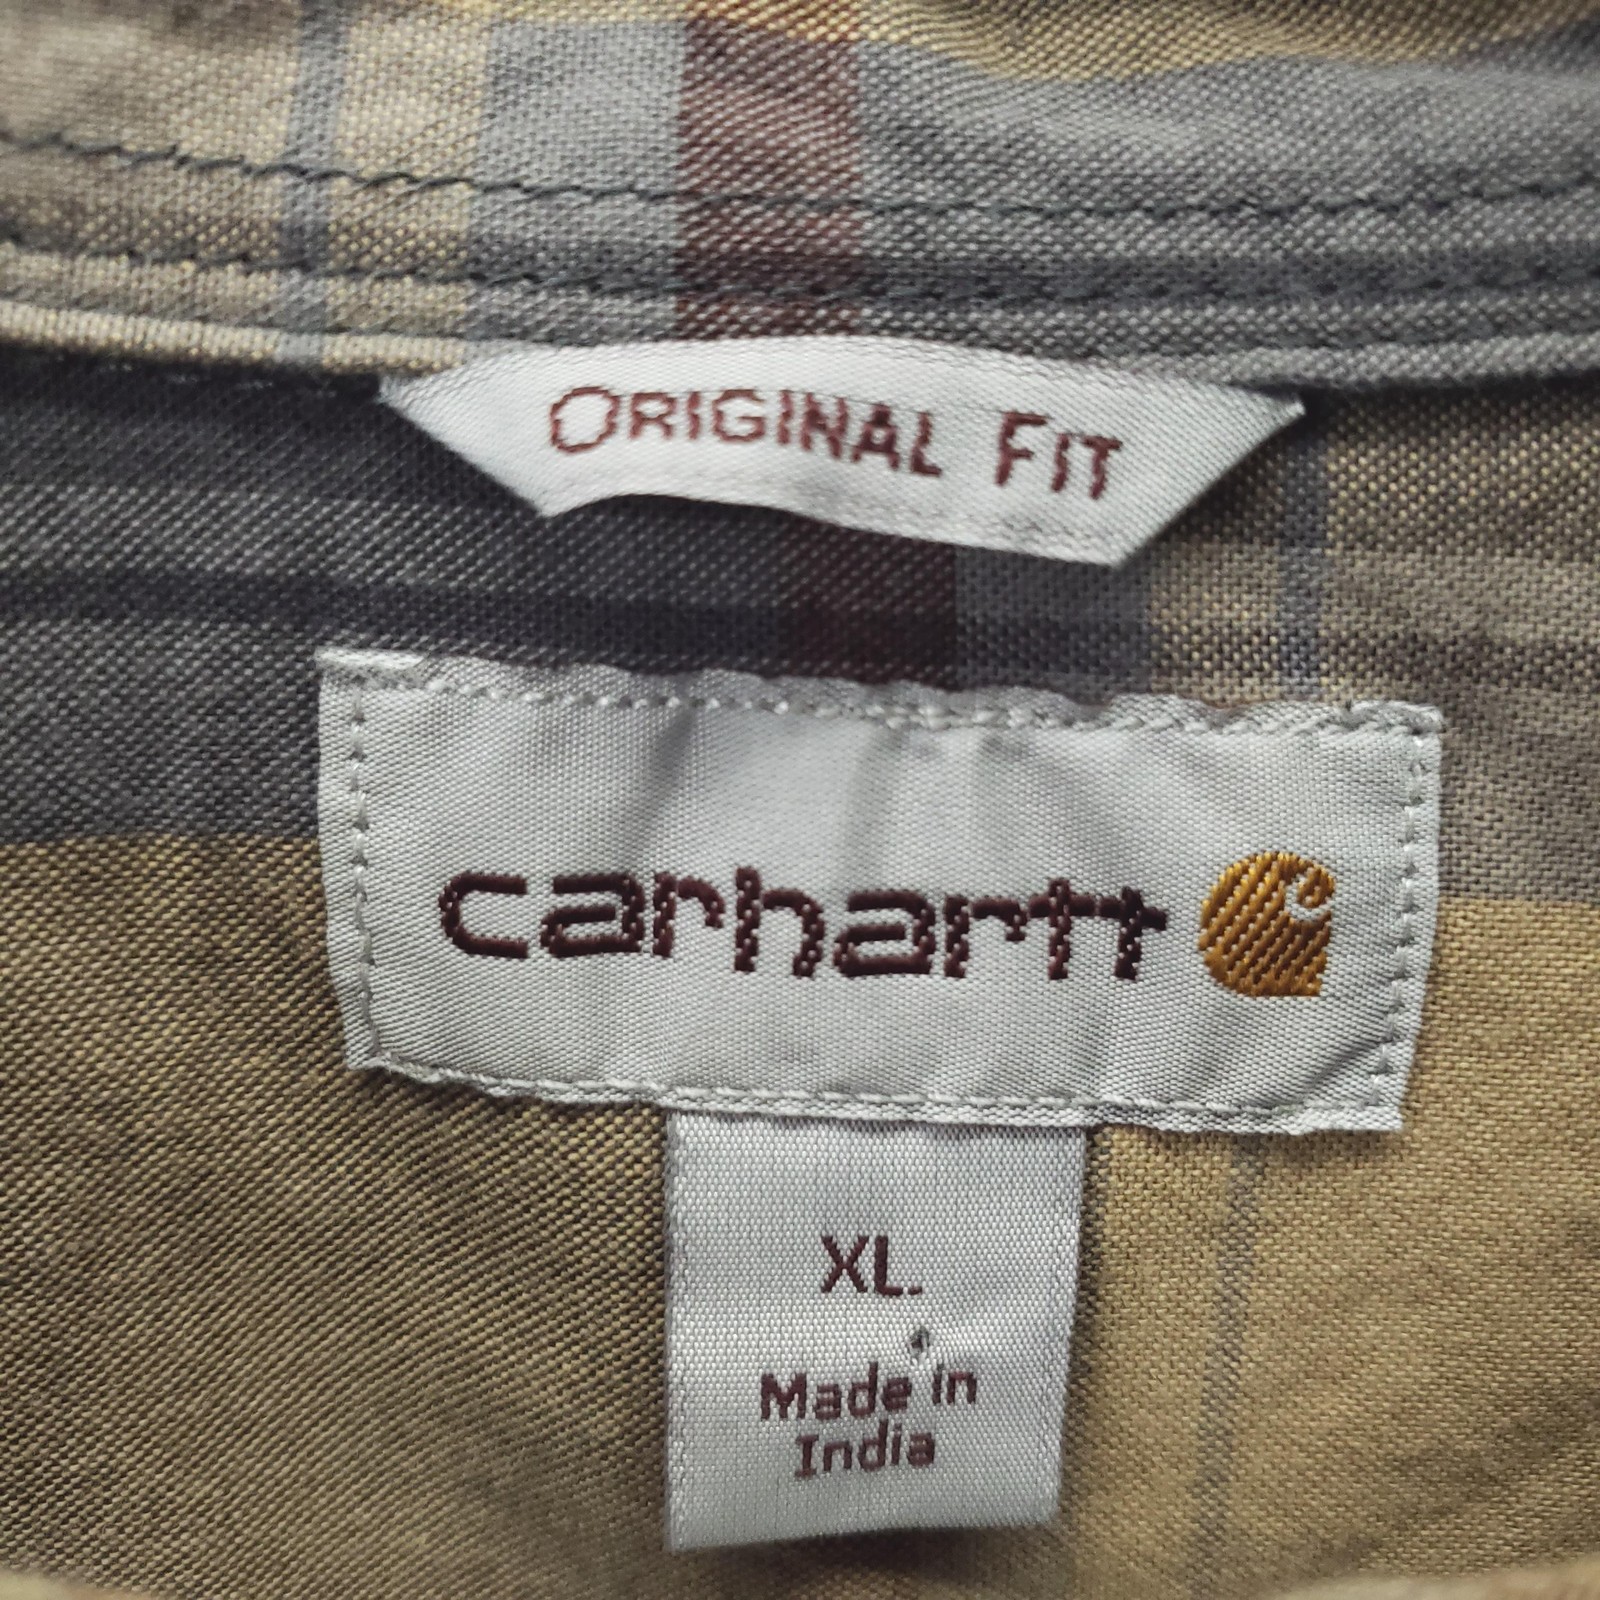 ORIGINAL FIT
carhartt
XL
Made in
India